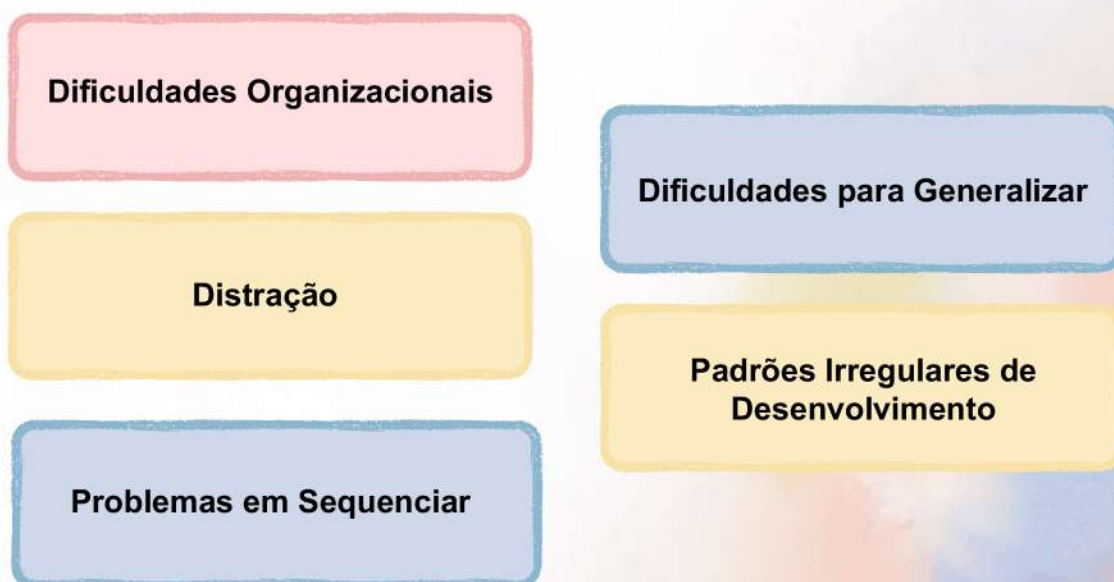 Dificuldades Organizacionais
Distração
Problemas em Sequenciar
Dificuldades para Generalizar
Padrões Irregulares de
Desenvolvimento